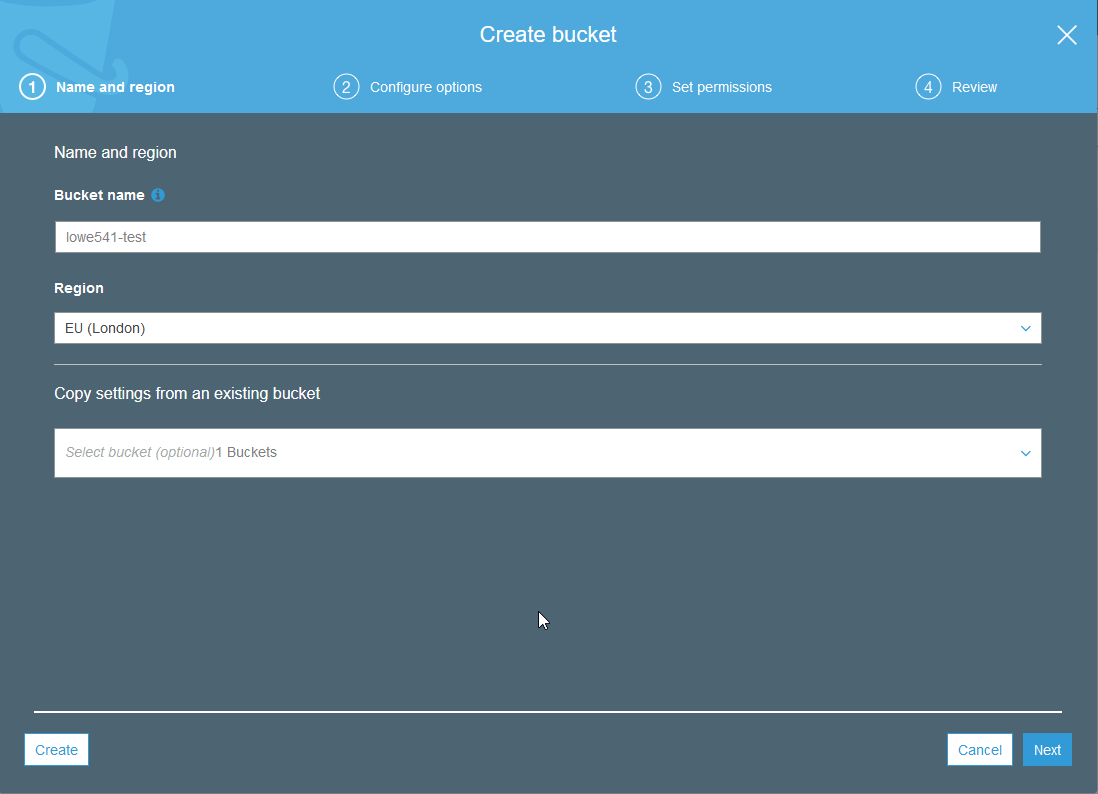 Create bucket
1 Name and region
2 Configure options
3 Set permissions
4 Review
Name and region
Bucket name
lowe541-test
Region
EU (London)
Copy settings from an existing bucket
Select bucket (optional)1 Buckets
Create
Cancel
Next